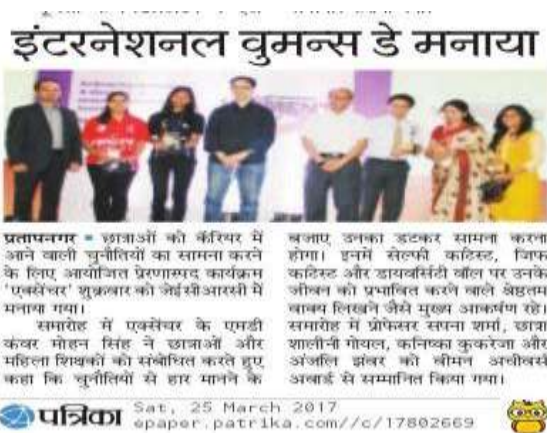 इंटरनेशनल वुमन्स डे मनाया
प्रतापनगर छात्राओं को कॅरियर में
आने वाली चुनौतियों का सामना करने
के लिए आयोजित प्रेरणास्पद कार्यक्रम
'एक्सेंचर' शुक्रवार को जेईसीआरसी में
मनाया गया।
समारोह में एक्सेंचर के एमडी
कंवर मोहन सिंह ने छात्राओं और
महिला शिक्षकों को संबोधित करते हुए
कहा कि चुनौतियों से हार मानने के
बजाए उनका डटकर सामना करना
होगा। इनमें सेल्फी कांटेस्ट, जिफ
कांटेस्ट और डायवर्सिटी वॉल पर उनके
जीवन को प्रभावित करने वाले श्रेष्ठतम
वाक्य लिखने जैसे मुख्य आकर्षण रहे।
समारोह में प्रोफेसर सपना शर्मा, छात्रा
शालीनी गोयल, कनिष्का कुकरेजा और
अंजलि झंवर को वीमन अचीवर्स
अवार्ड से सम्मानित किया गया।
पत्रिका
Sat, 25 March 2017
epaper.patrika.com//c/17802669